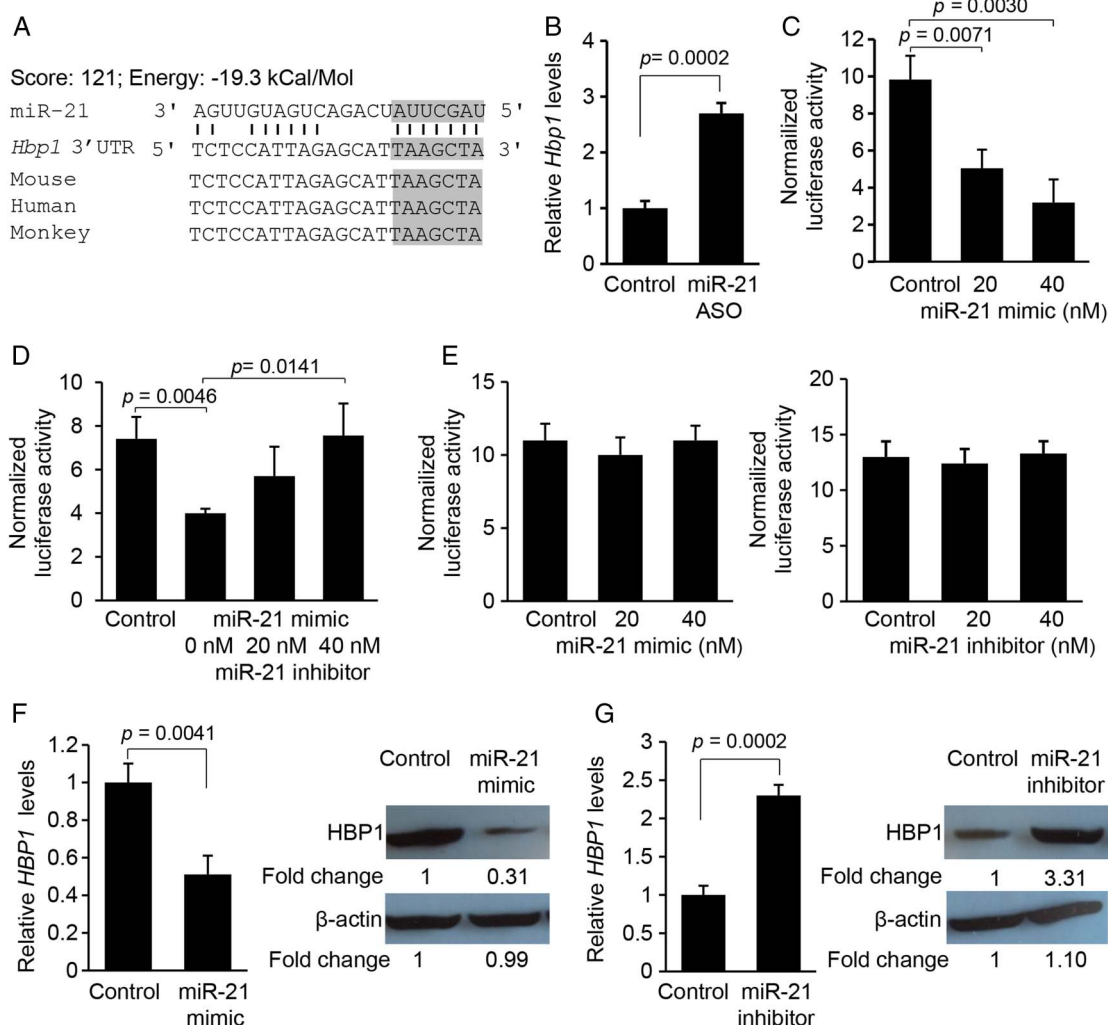 A
Score: 121; Energy: -19.3 kCal/Mol
miR-21 3' AGUUGUAGUCAGACUAUUCGAU 5'
Hbp1 3'UTR 5' TCTCCATTAGAGCATTAAGCTA 3'
Mouse TCTCCATTAGAGCATTAAGCTA
Human TCTCCATTAGAGCATTAAGCTA
Monkey TCTCCATTAGAGCATTAAGCTA
B
Relative Hbp1 levels
4
3
2
1
0
p= 0.0002
Control miR-21
ASO
C
Normailized
luciferase activity
12
10
8
6
4
2
0
p = 0.0030
p = 0.0071
Control 20 40
miR-21 mimic (nM)
D
Normailized
luciferase activity
10
8
6
4
2
0
p= 0.0141
p = 0.0046
Control miR-21 mimic
0 nM 20 nM 40 nM
miR-21 inhibitor
E
Normailized
luciferase activity
15
10
5
0
Control 20 40
miR-21 mimic (nM)
Normailized
luciferase activity
20
15
10
5
0
Control 20 40
miR-21 inhibitor (nM)
F
Relative HBP1 levels
1.2
1
0.8
0.6
0.4
0.2
0
p = 0.0041
Control miR-21
mimic
Control miR-21
mimic
HBP1
Fold change 1 0.31
β-actin
Fold change 1 0.99
G
Relative HBP1 levels
3
2.5
2
1.5
1
0.5
0
p = 0.0002
Control miR-21
inhibitor
Control miR-21
inhibitor
HBP1
Fold change 1 3.31
β-actin
Fold change 1 1.10